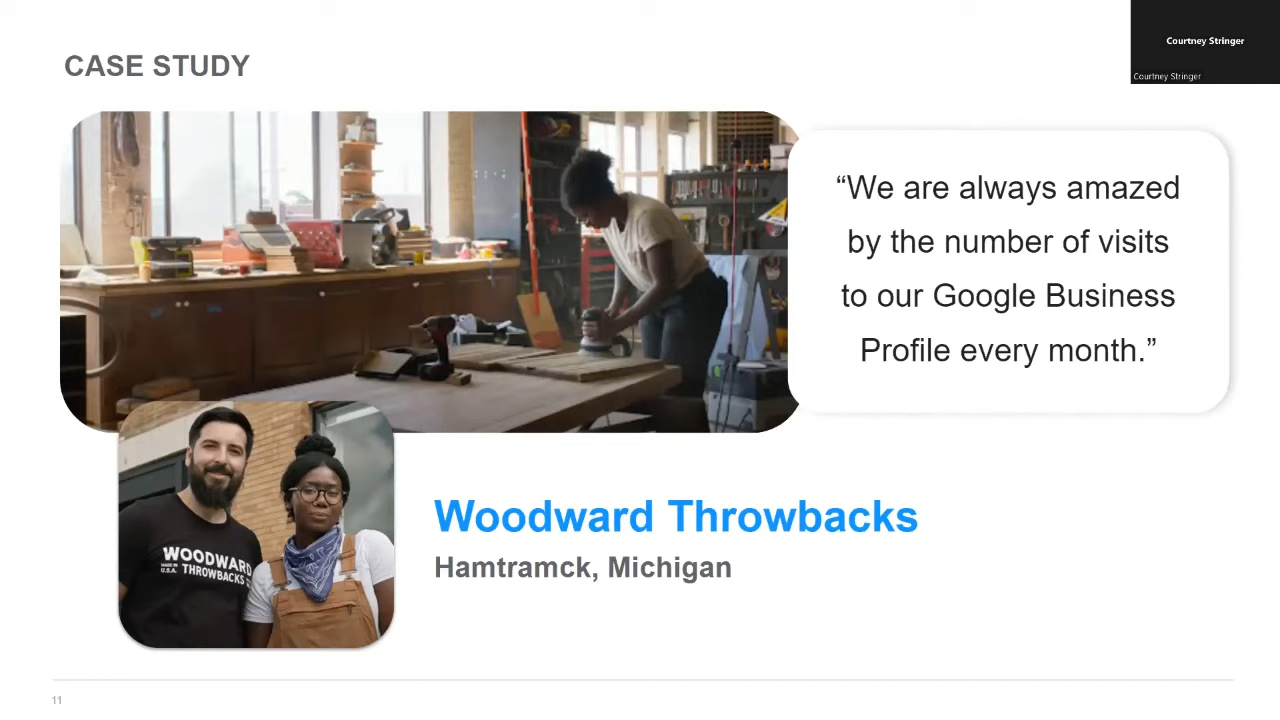 CASE STUDY
Courtney Stringer
Courtney Stringer
“We are always amazed
by the number of visits
to our Google Business
Profile every month.”
WOODWARD
MADE IN
U.S.A. THROWBACKS
Woodward Throwbacks
Hamtramck, Michigan
11